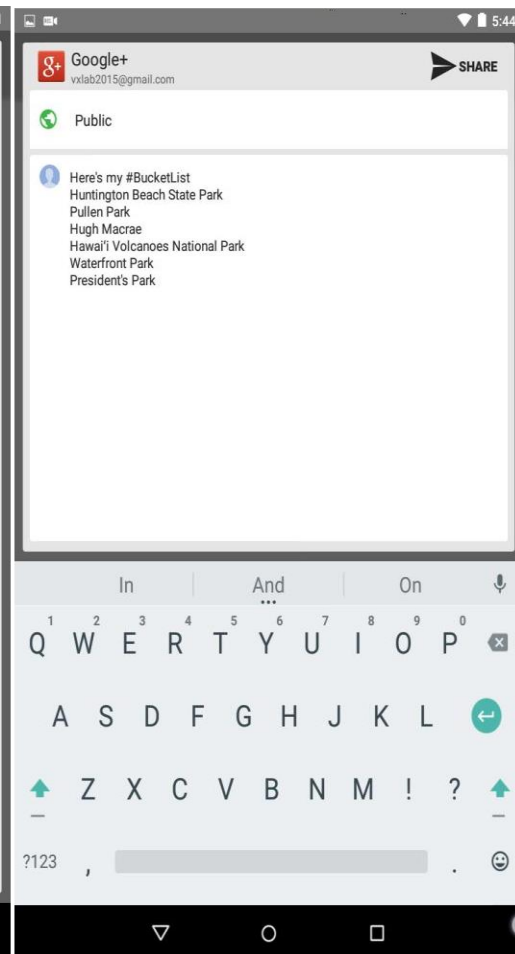 5:44
Google+
vxlab2015@gmail.com
SHARE
Public
Here's my #BucketList
Huntington Beach State Park
Pullen Park
Hugh Macrae
Hawai'i Volcanoes National Park
Waterfront Park
President's Park
In And On
1 2 3 4 5 6 7 8 9 0
Q W E R T Y U I O P
A S D F G H J K L
Z X C V B N M ! ?
?123 , .